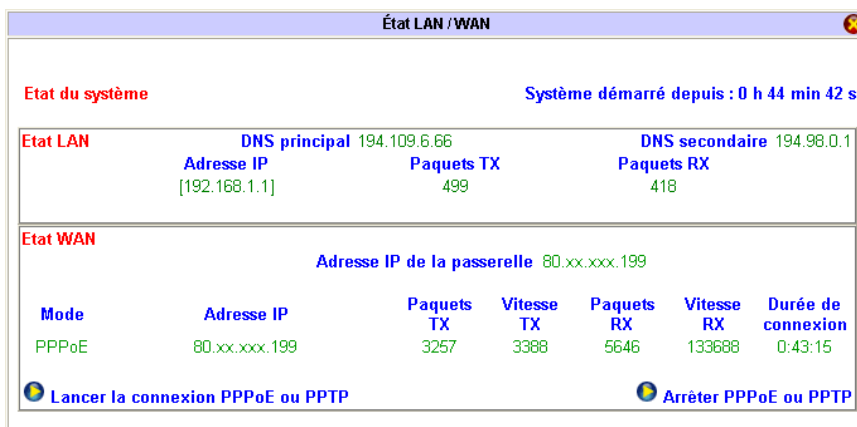 État LAN / WAN
Etat du système Système démarré depuis : 0 h 44 min 42 s
Etat LAN DNS principal 194.109.6.66 DNS secondaire 194.98.0.1
Adresse IP Paquets TX Paquets RX
[192.168.1.1] 499 418
Etat WAN
Adresse IP de la passerelle 80.xx.xxx.199
Mode Adresse IP Paquets TX Vitesse TX Paquets RX Vitesse RX Durée de connexion
PPPoE 80.xx.xxx.199 3257 3388 5646 133688 0:43:15
Lancer la connexion PPPoE ou PPTP Arrêter PPPoE ou PPTP